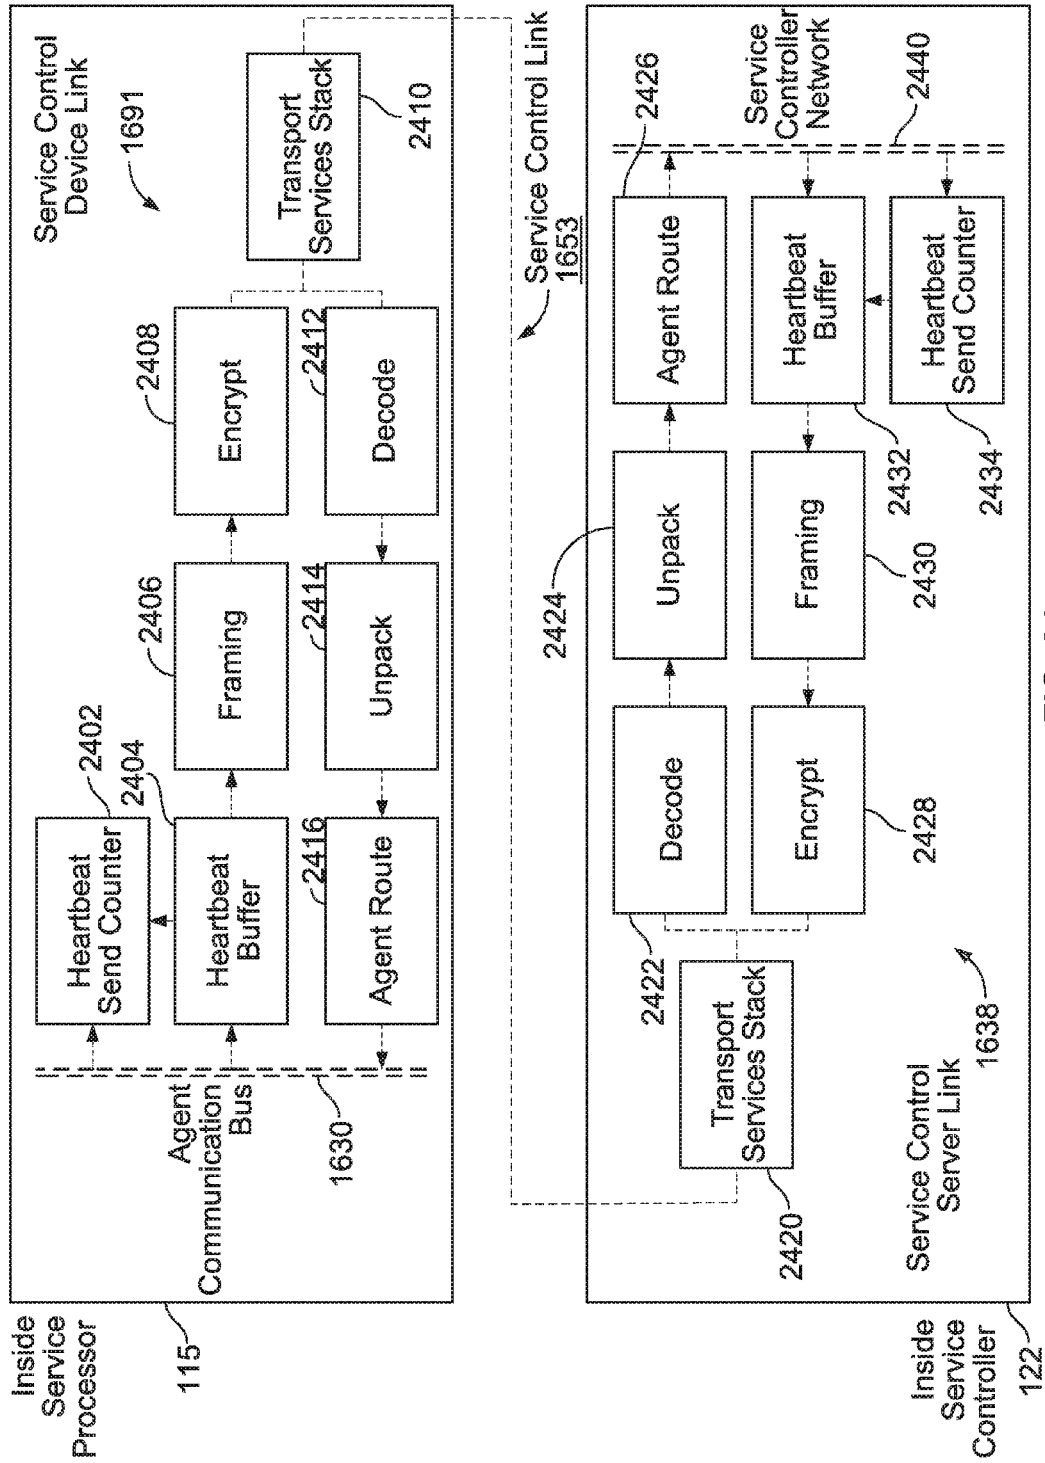 Inside
Service
Processor
115
Agent
Communication
Bus
1630
Heartbeat
Send Counter
2402
Heartbeat
Buffer
2404
Framing
2406
Encrypt
2408
Service Control
Device Link
1691
Transport
Services Stack
2410
Decode
2412
Unpack
2414
Agent Route
2416
Service Control Link
1653
Inside
Service
Controller
122
Service Control
Server Link
1638
Transport
Services Stack
2420
Decode
2422
Unpack
2424
Agent Route
2426
Encrypt
2428
Framing
2430
Heartbeat
Buffer
2432
Heartbeat
Send Counter
2434
Service
Controller
Network
2440